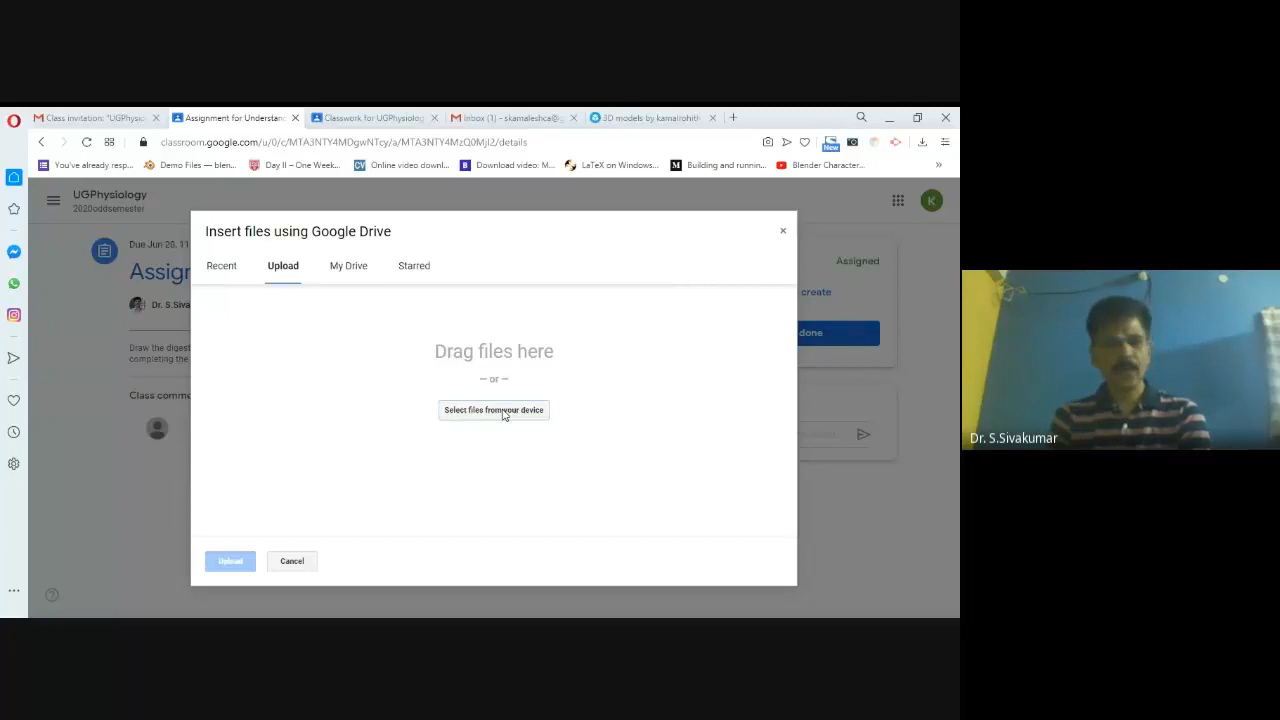 Class invitation: "UGPhysio
Assignment for Understan
Classwork for UGPhysiolog
Inbox (1) - skamaleshca@
3D models by kamalrohith
classroom.google.com/u/0/c/MTA3NTY4MDgwNTcy/a/MTA3NTY4MzQ0MjI2/details
New
You've already resp...
Demo Files — blen...
Day II – One Week...
Online video downl...
Download video: M...
LaTeX on Windows...
Building and runnin...
Blender Character...
UGPhysiology
2020oddsemester
K
Due Jun 20, 11
Assig
Dr. S.Siva
Draw the digest
completing the
Class comme
Assigned
create
done
Insert files using Google Drive
Recent
Upload
My Drive
Starred
Drag files here
— or —
Select files from your device
Upload
Cancel
Dr. S.Sivakumar